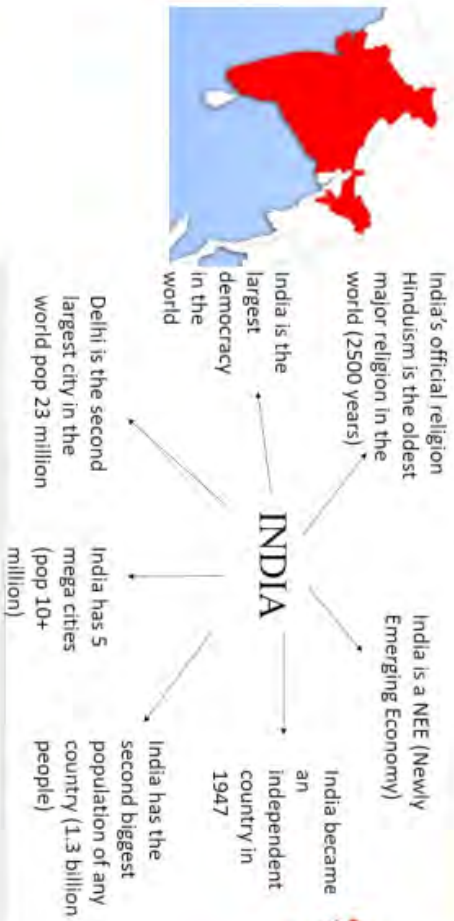 India's official religion
Hinduism is the oldest
major religion in the
world (2500 years)
India is a NEE (Newly
Emerging Economy)
India is the
largest
democracy
in the
world
INDIA
India became
an
independent
country in
1947
Delhi is the second
largest city in the
world pop 23 million
India has 5
mega cities
(pop 10+
million)
India has the
second biggest
population of any
country (1.3 billion
people)